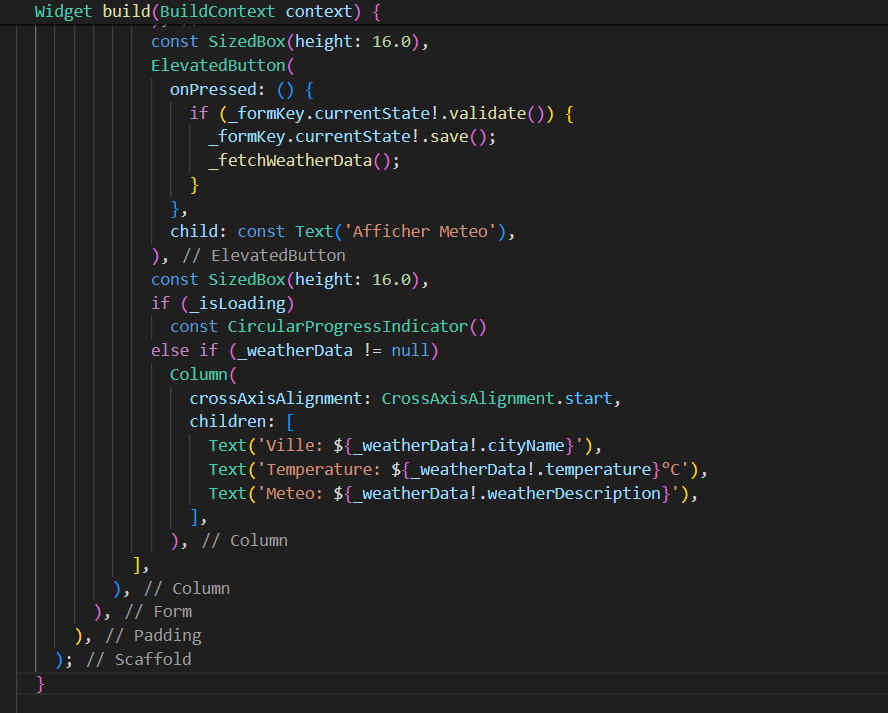 Widget build(BuildContext context) {
const SizedBox(height: 16.0),
ElevatedButton(
onPressed: () {
if (_formKey.currentState!.validate()) {
_formKey.currentState!.save();
_fetchWeatherData();
}
},
child: const Text('Afficher Meteo'),
), // ElevatedButton
const SizedBox(height: 16.0),
if (_isLoading)
const CircularProgressIndicator()
else if (_weatherData != null)
Column(
crossAxisAlignment: CrossAxisAlignment.start,
children: [
Text('Ville: ${_weatherData!.cityName}'),
Text('Temperature: ${_weatherData!.temperature}°C'),
Text('Meteo: ${_weatherData!.weatherDescription}'),
],
), // Column
],
), // Column
), // Form
), // Padding
); // Scaffold
}